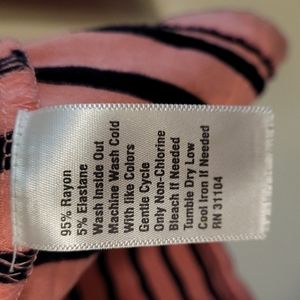 95% Rayon
5% Elastane
Wash Inside Out
Machine Wash Cold
With like Colors
Gentle Cycle
Only Non-Chlorine
Bleach If Needed
Tumble Dry Low
Cool Iron If Needed
RN 31104